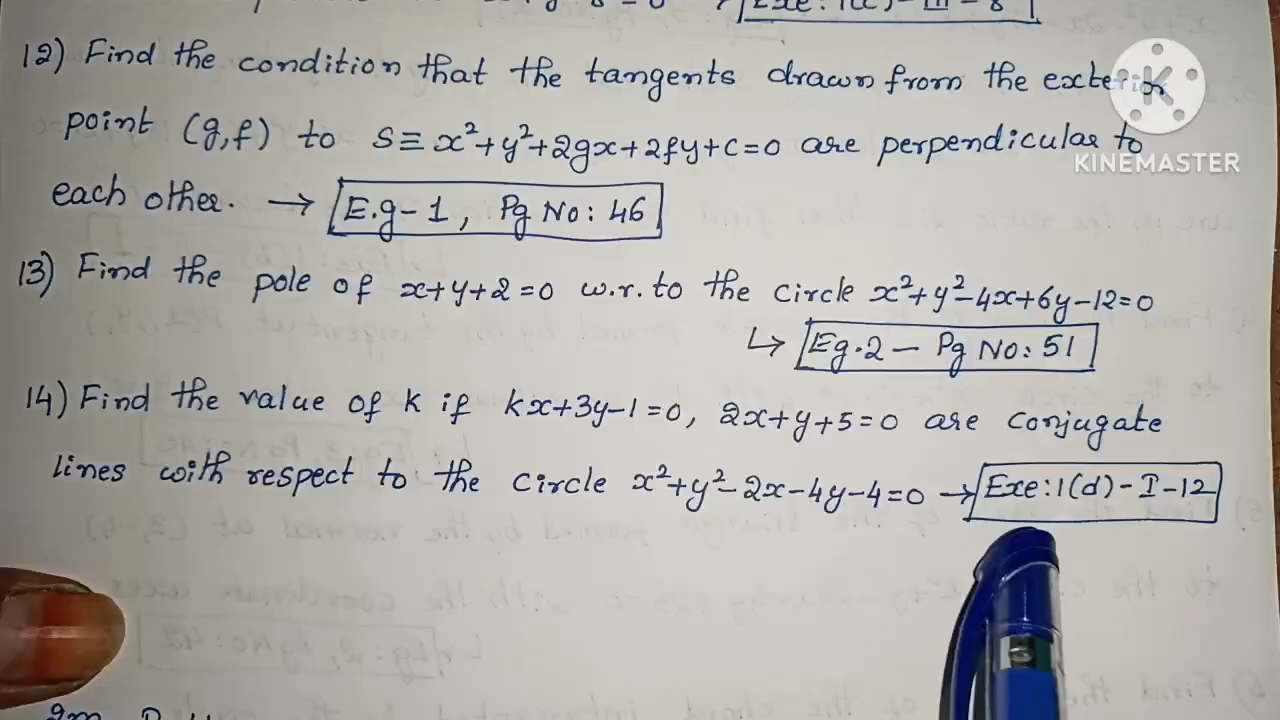 Exe: 1(c) - III - 8
12) Find the condition that the tangents drawn from the exterior
point (g,f) to S≡ x²+y²+2gx+2fy+c=0 are perpendicular to
each other. → E.g-1, Pg No: 46
13) Find the pole of x+y+2=0 w.r.to the circle x²+y²-4x+6y-12=0
↳ Eg.2 - Pg No: 51
14) Find the value of k if kx+3y-1=0, 2x+y+5=0 are conjugate
lines with respect to the circle x²+y²-2x-4y-4=0 → Exe: 1(d) - I - 12
KINEMASTER